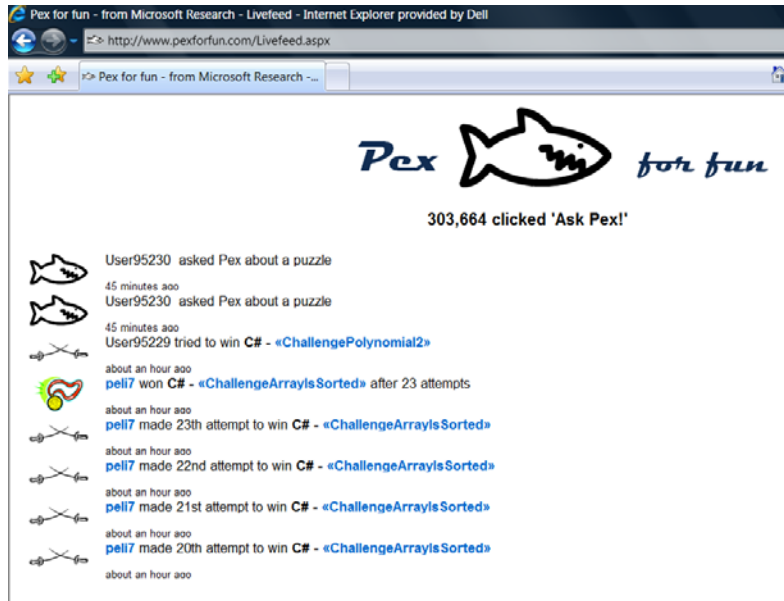 Pex for fun - from Microsoft Research - Livefeed - Internet Explorer provided by Dell
http://www.pexforfun.com/Livefeed.aspx
Pex for fun - from Microsoft Research -...
Pex for fun
303,664 clicked 'Ask Pex!'
User95230 asked Pex about a puzzle
45 minutes ago
User95230 asked Pex about a puzzle
45 minutes ago
User95229 tried to win C# - «ChallengePolynomial2»
about an hour ago
peli7 won C# - «ChallengeArrayIsSorted» after 23 attempts
about an hour ago
peli7 made 23th attempt to win C# - «ChallengeArrayIsSorted»
about an hour ago
peli7 made 22nd attempt to win C# - «ChallengeArrayIsSorted»
about an hour ago
peli7 made 21st attempt to win C# - «ChallengeArrayIsSorted»
about an hour ago
peli7 made 20th attempt to win C# - «ChallengeArrayIsSorted»
about an hour ago